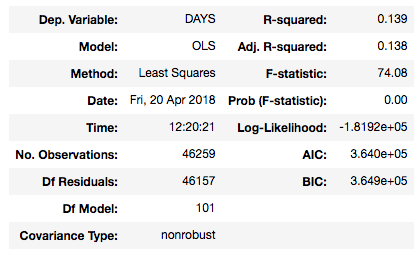 Dep. Variable: DAYS R-squared: 0.139
Model: OLS Adj. R-squared: 0.138
Method: Least Squares F-statistic: 74.08
Date: Fri, 20 Apr 2018 Prob (F-statistic): 0.00
Time: 12:20:21 Log-Likelihood: -1.8192e+05
No. Observations: 46259 AIC: 3.640e+05
Df Residuals: 46157 BIC: 3.649e+05
Df Model: 101
Covariance Type: nonrobust